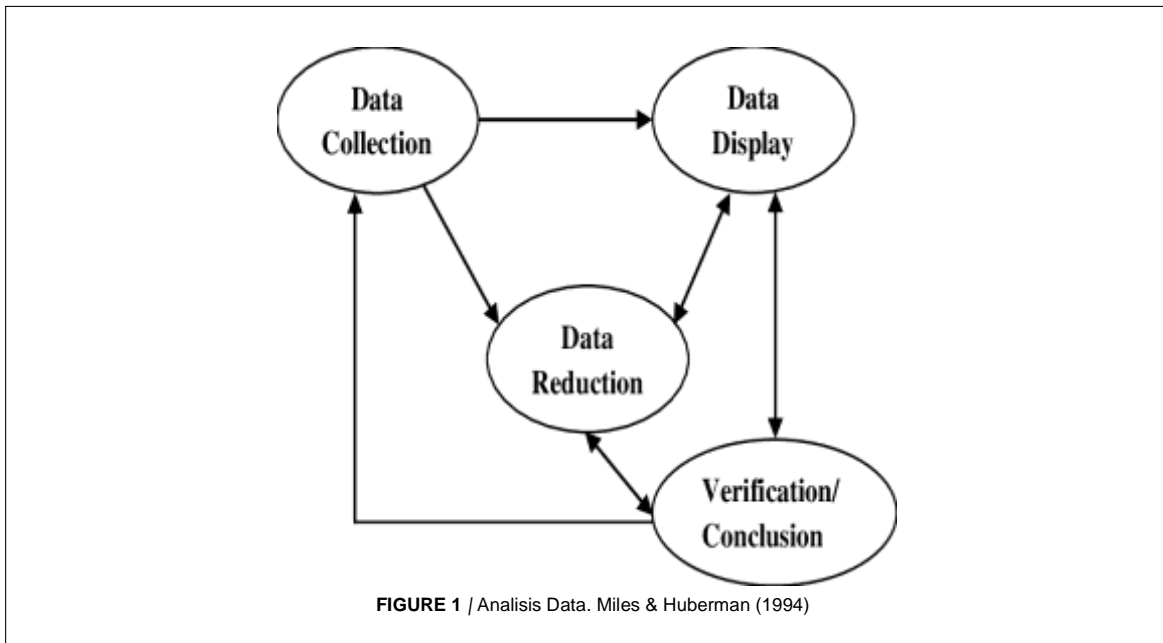 Data
Collection
Data
Display
Data
Reduction
Verification/
Conclusion
FIGURE 1 / Analisis Data. Miles & Huberman (1994)